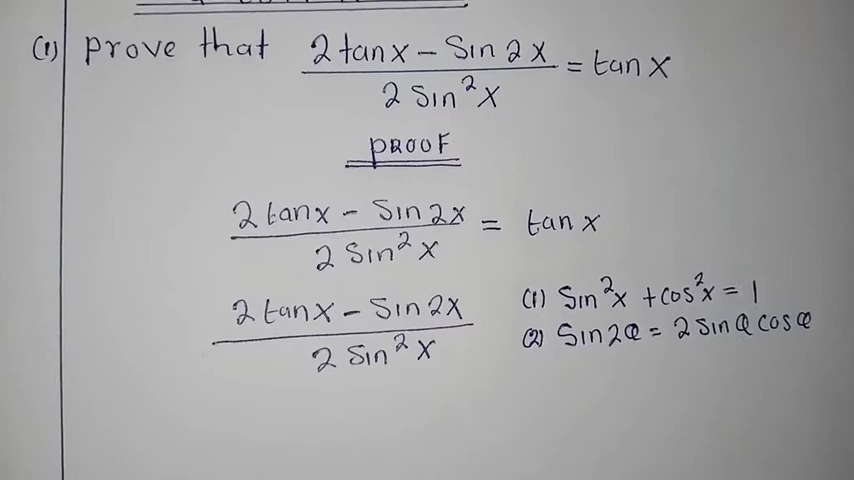 (1) prove that (2tanx - Sin2x)/(2Sin²x) = tanx
PROOF
(2tanx - Sin2x)/(2Sin²x) = tanx
(2tanx - Sin2x)/(2Sin²x)
(1) Sin²x + cos²x = 1
(2) Sin2θ = 2SinθCosθ